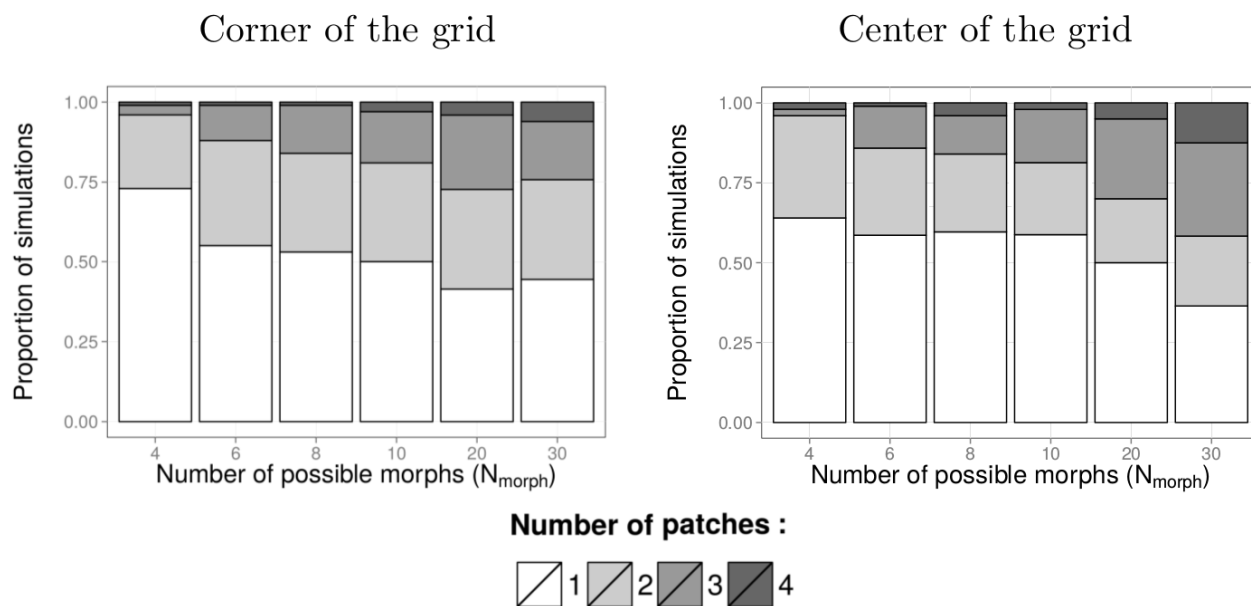 Corner of the grid
Center of the grid
Proportion of simulations
1.00
0.75
0.50
0.25
0.00
4 6 8 10 20 30
Number of possible morphs (Nmorph)
Proportion of simulations
1.00
0.75
0.50
0.25
0.00
4 6 8 10 20 30
Number of possible morphs (Nmorph)
Number of patches :
1 2 3 4